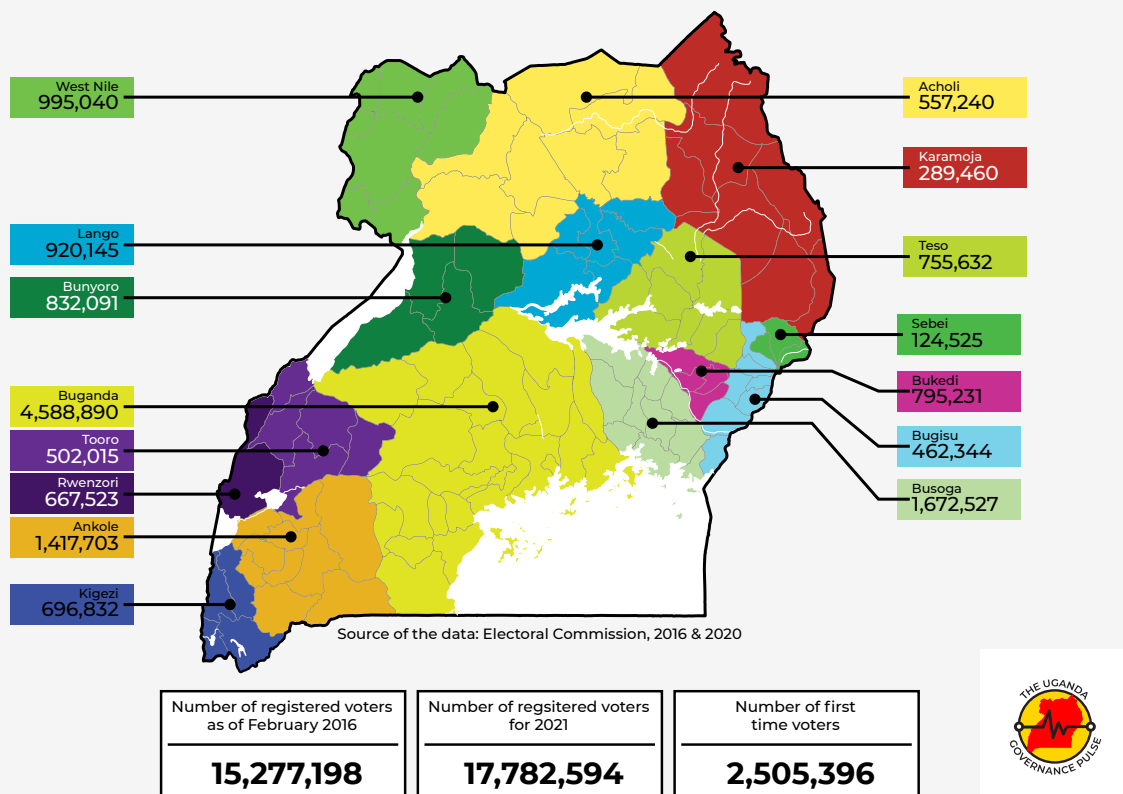 West Nile
995,040
Lango
920,145
Bunyoro
832,091
Buganda
4,588,890
Tooro
502,015
Rwenzori
667,523
Ankole
1,417,703
Kigezi
696,832
Acholi
557,240
Karamoja
289,460
Teso
755,632
Sebei
124,525
Bukedi
795,231
Bugisu
462,344
Busoga
1,672,527
Source of the data: Electoral Commission, 2016 & 2020
Number of registered voters
as of February 2016
15,277,198
Number of regsitered voters
for 2021
17,782,594
Number of first
time voters
2,505,396
THE UGANDA
GOVERNANCE PULSE